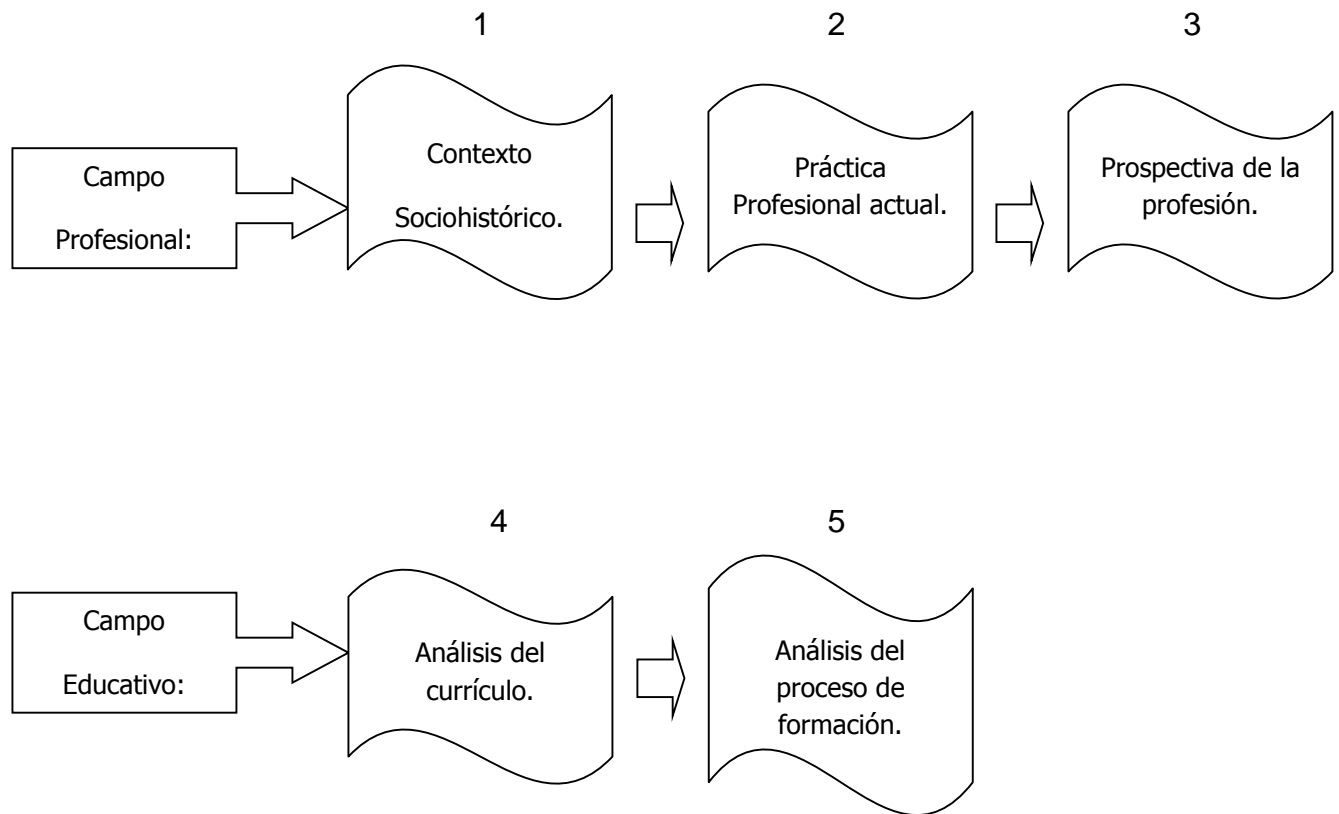 1
2
3
Campo
Profesional:
Contexto
Sociohistórico.
Práctica
Profesional actual.
Prospectiva de la
profesión.
4
5
Campo
Educativo:
Análisis del
currículo.
Análisis del
proceso de
formación.